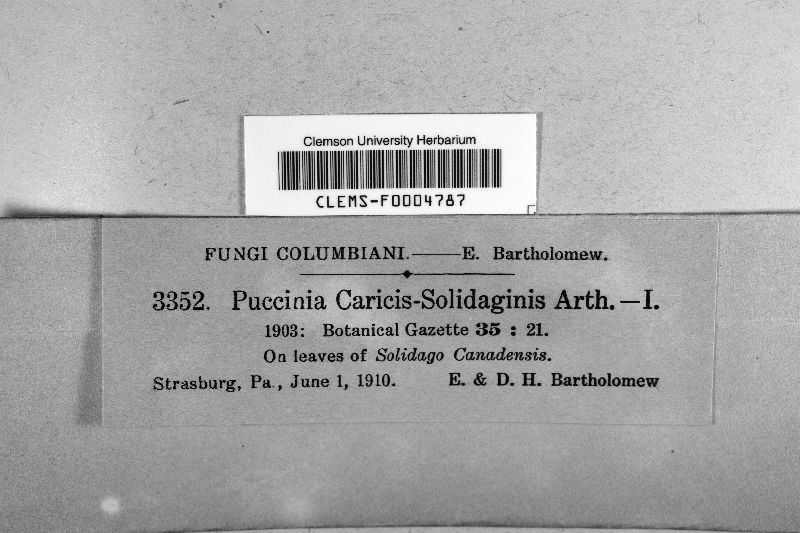 Clemson University Herbarium
CLEMS-F0004787
FUNGI COLUMBIANI.——E. Bartholomew.
3352. Puccinia Caricis-Solidaginis Arth.—I.
1903: Botanical Gazette 35 : 21.
On leaves of Solidago Canadensis.
Strasburg, Pa., June 1, 1910. E. & D. H. Bartholomew